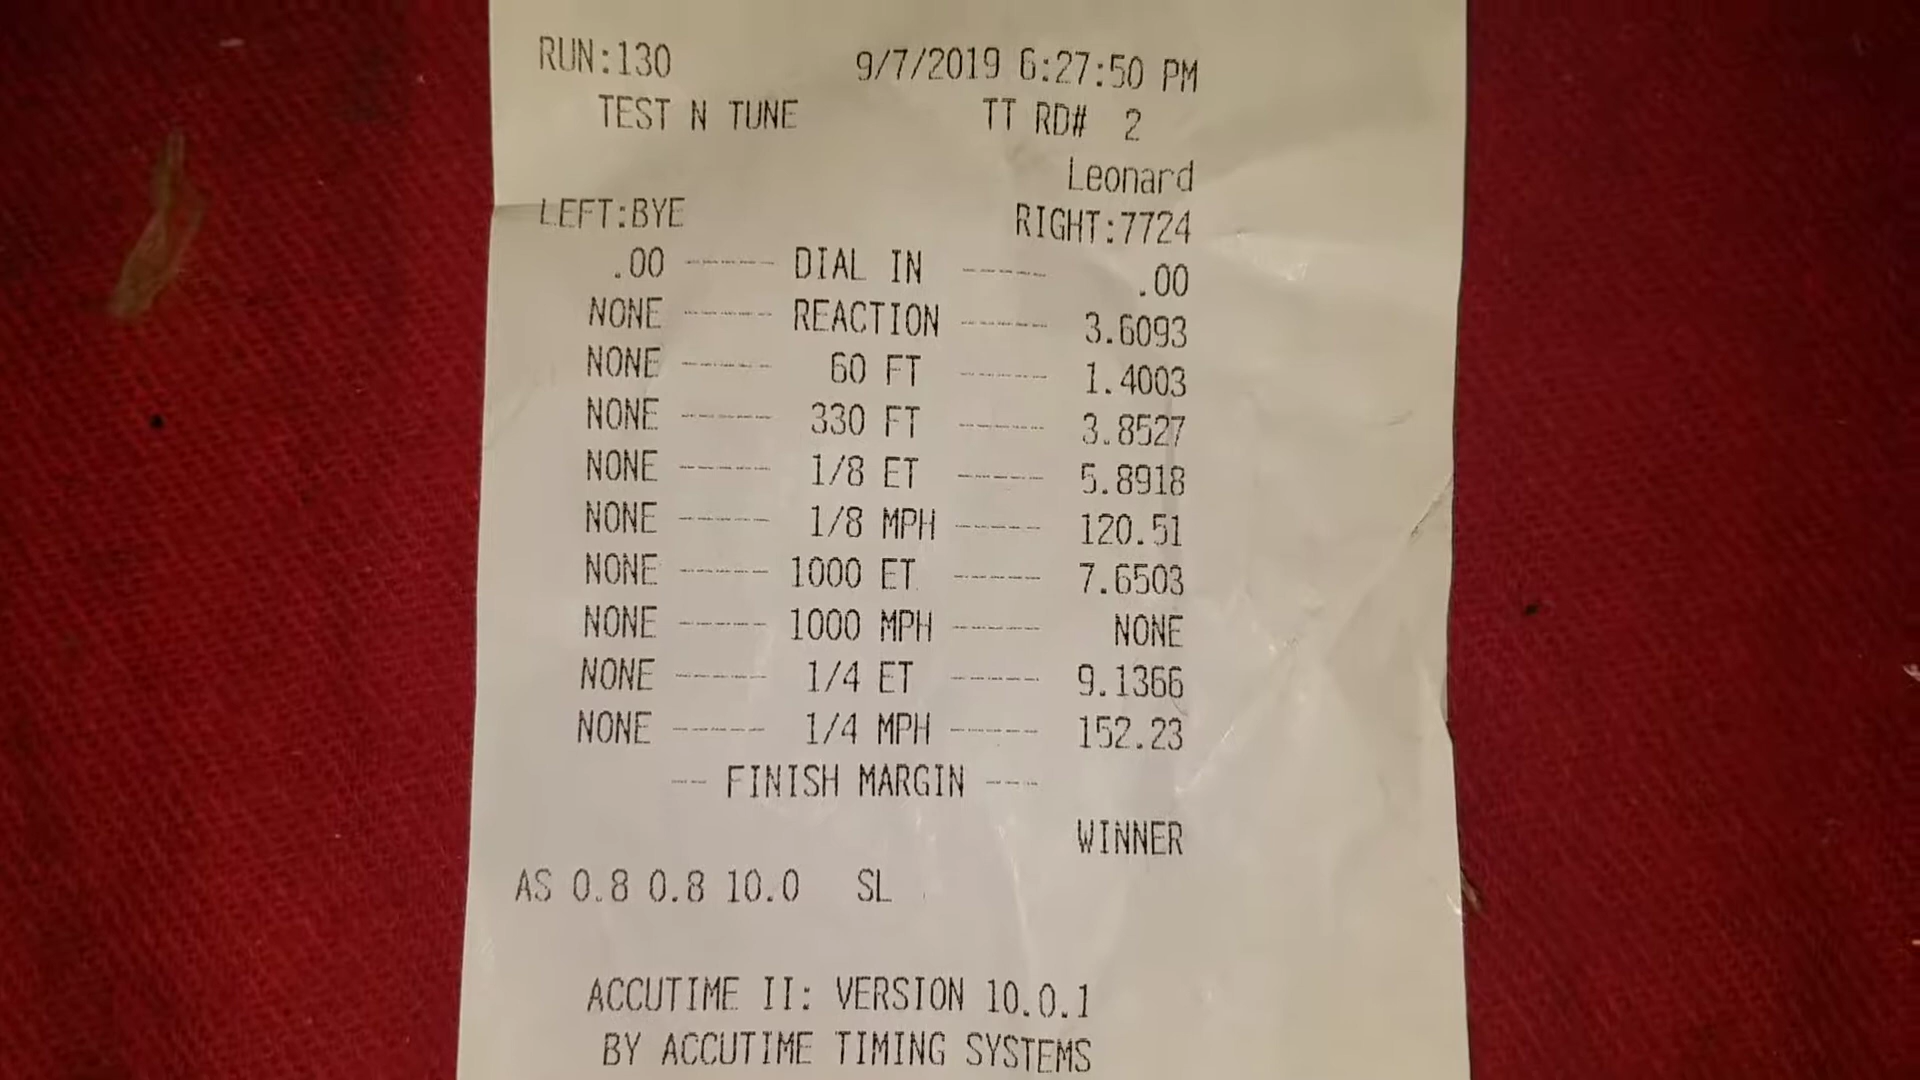 RUN:130 9/7/2019 6:27:50 PM
TEST N TUNE TT RD# 2
Leonard
LEFT:BYE RIGHT:7724
.00 ----- DIAL IN ----- .00
NONE ----- REACTION ----- 3.6093
NONE ----- 60 FT ----- 1.4003
NONE ----- 330 FT ----- 3.8527
NONE ----- 1/8 ET ----- 5.8918
NONE ----- 1/8 MPH ----- 120.51
NONE ----- 1000 ET ----- 7.6503
NONE ----- 1000 MPH ----- NONE
NONE ----- 1/4 ET ----- 9.1366
NONE ----- 1/4 MPH ----- 152.23
-- FINISH MARGIN ---
WINNER
AS 0.8 0.8 10.0 SL
ACCUTIME II: VERSION 10.0.1
BY ACCUTIME TIMING SYSTEMS